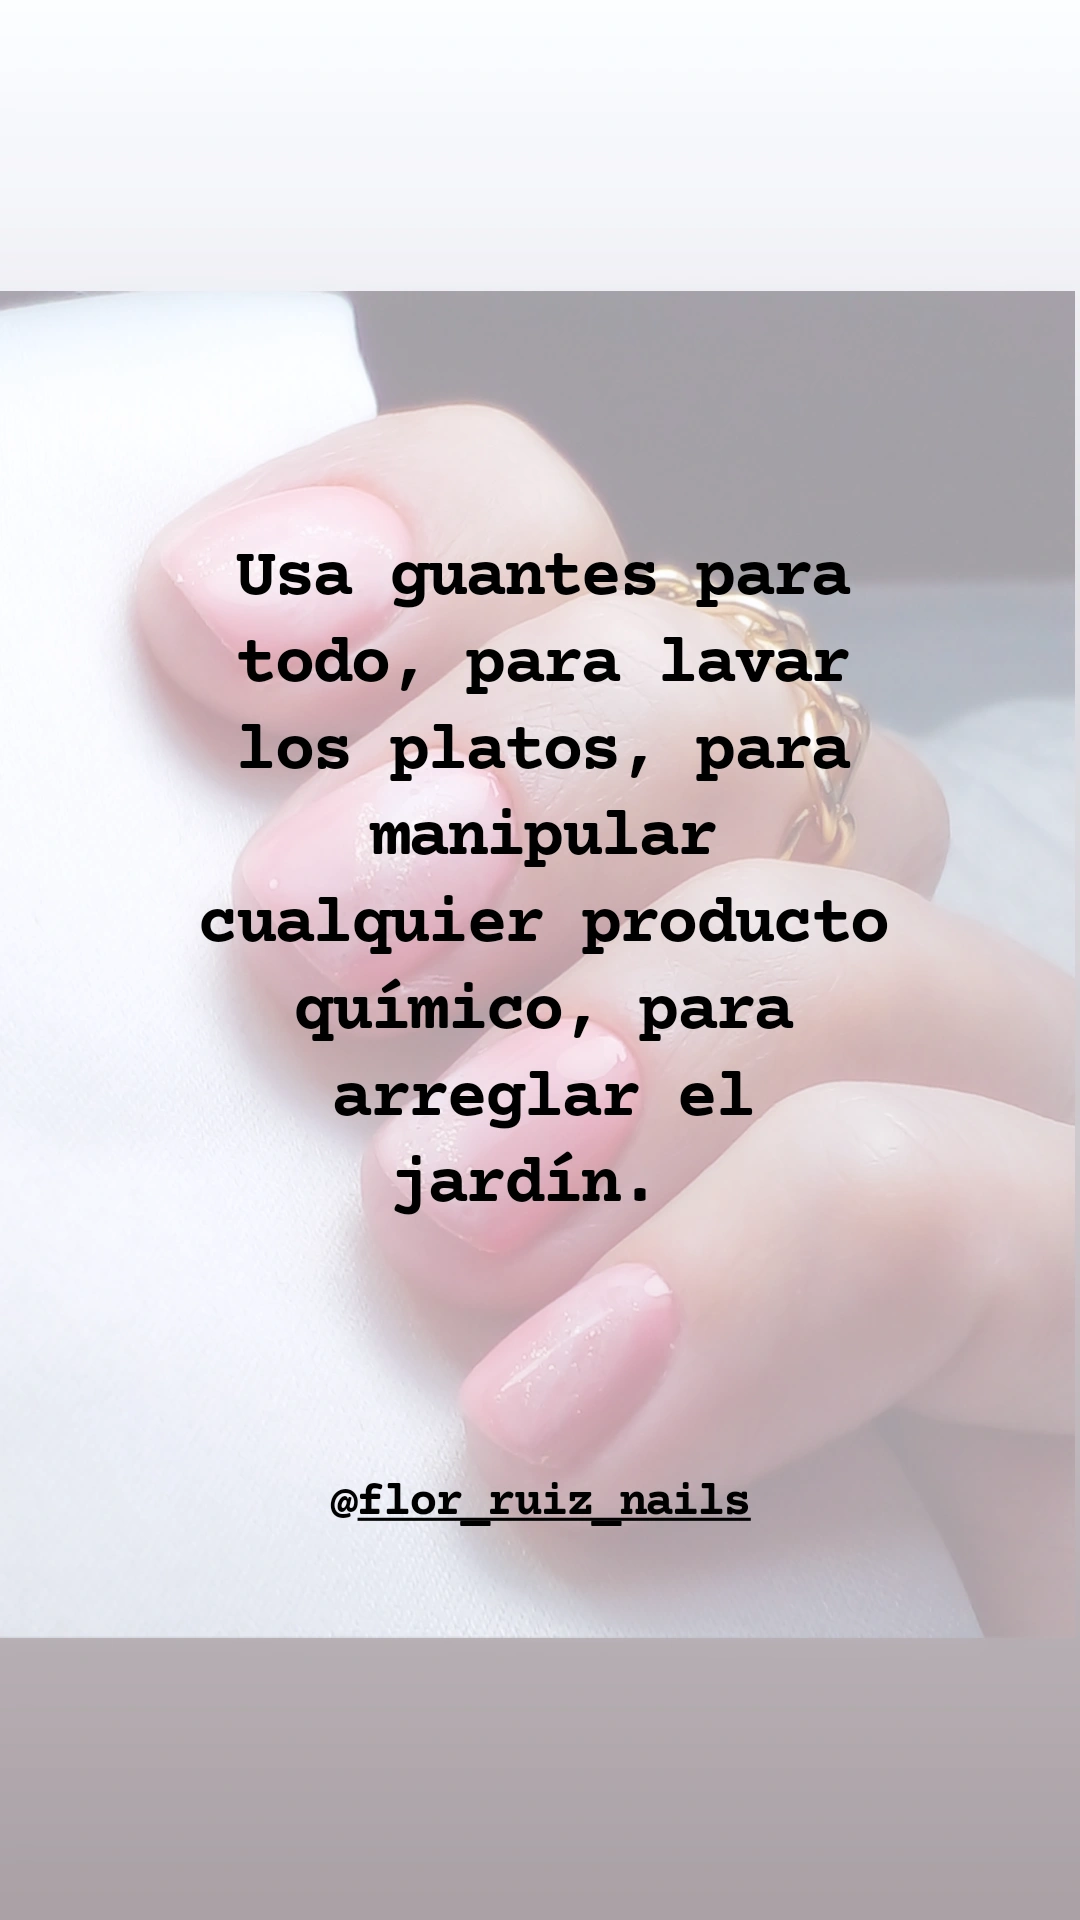 Usa guantes para
todo, para lavar
los platos, para
manipular
cualquier producto
químico, para
arreglar el
jardín.
@flor_ruiz_nails